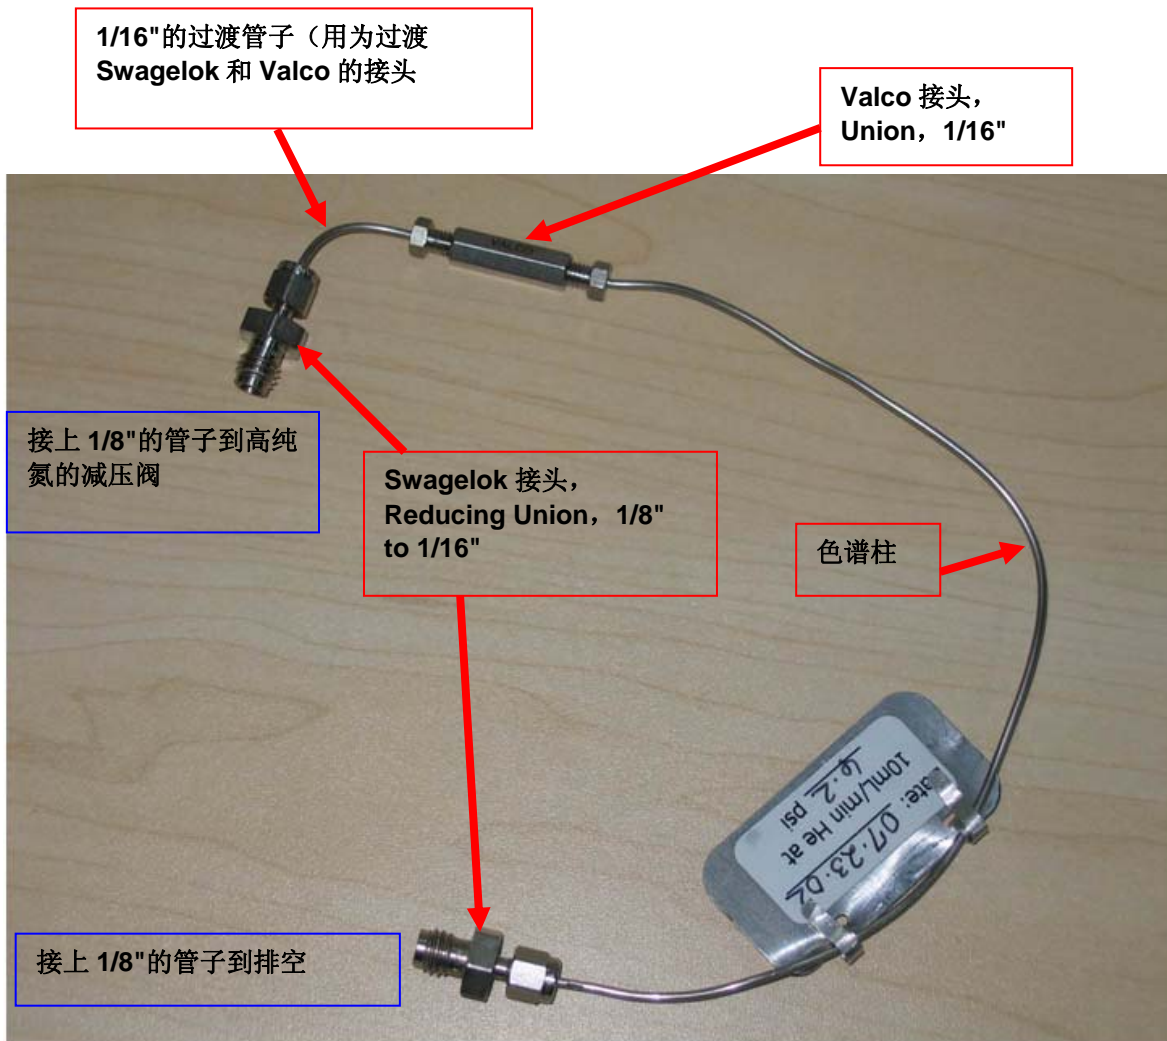 1/16"的过渡管子（用为过渡
Swagelok 和 Valco 的接头
Valco 接头，
Union，1/16"
接上 1/8"的管子到高纯
氮的减压阀
Swagelok 接头，
Reducing Union，1/8"
to 1/16"
色谱柱
ate: 07.23.02
10mL/min He at
6.2 psi
接上 1/8"的管子到排空